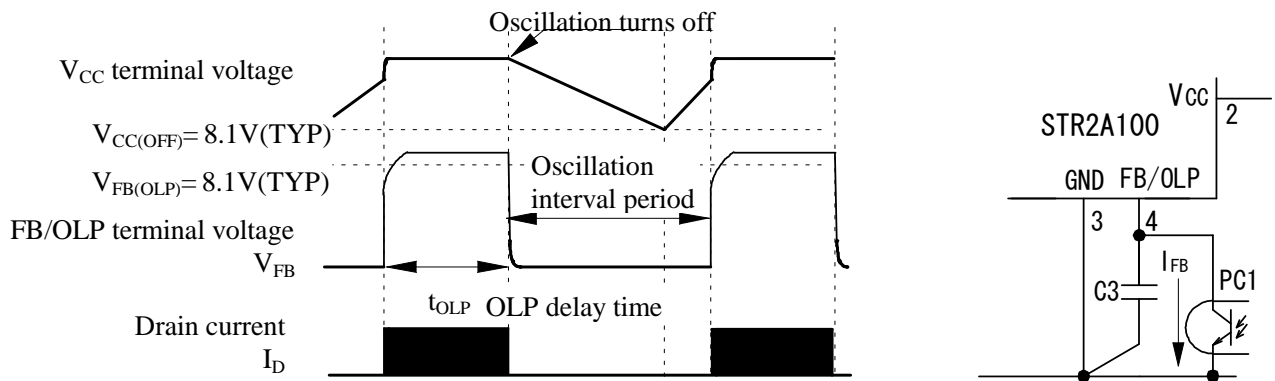 Oscillation turns off
VCC terminal voltage
VCC(OFF)= 8.1V(TYP)
VFB(OLP)= 8.1V(TYP)
Oscillation
interval period
FB/OLP terminal voltage
VFB
tOLP OLP delay time
Drain current
ID
VCC
2
STR2A100
GND FB/OLP
3 4
IFB
C3
PC1